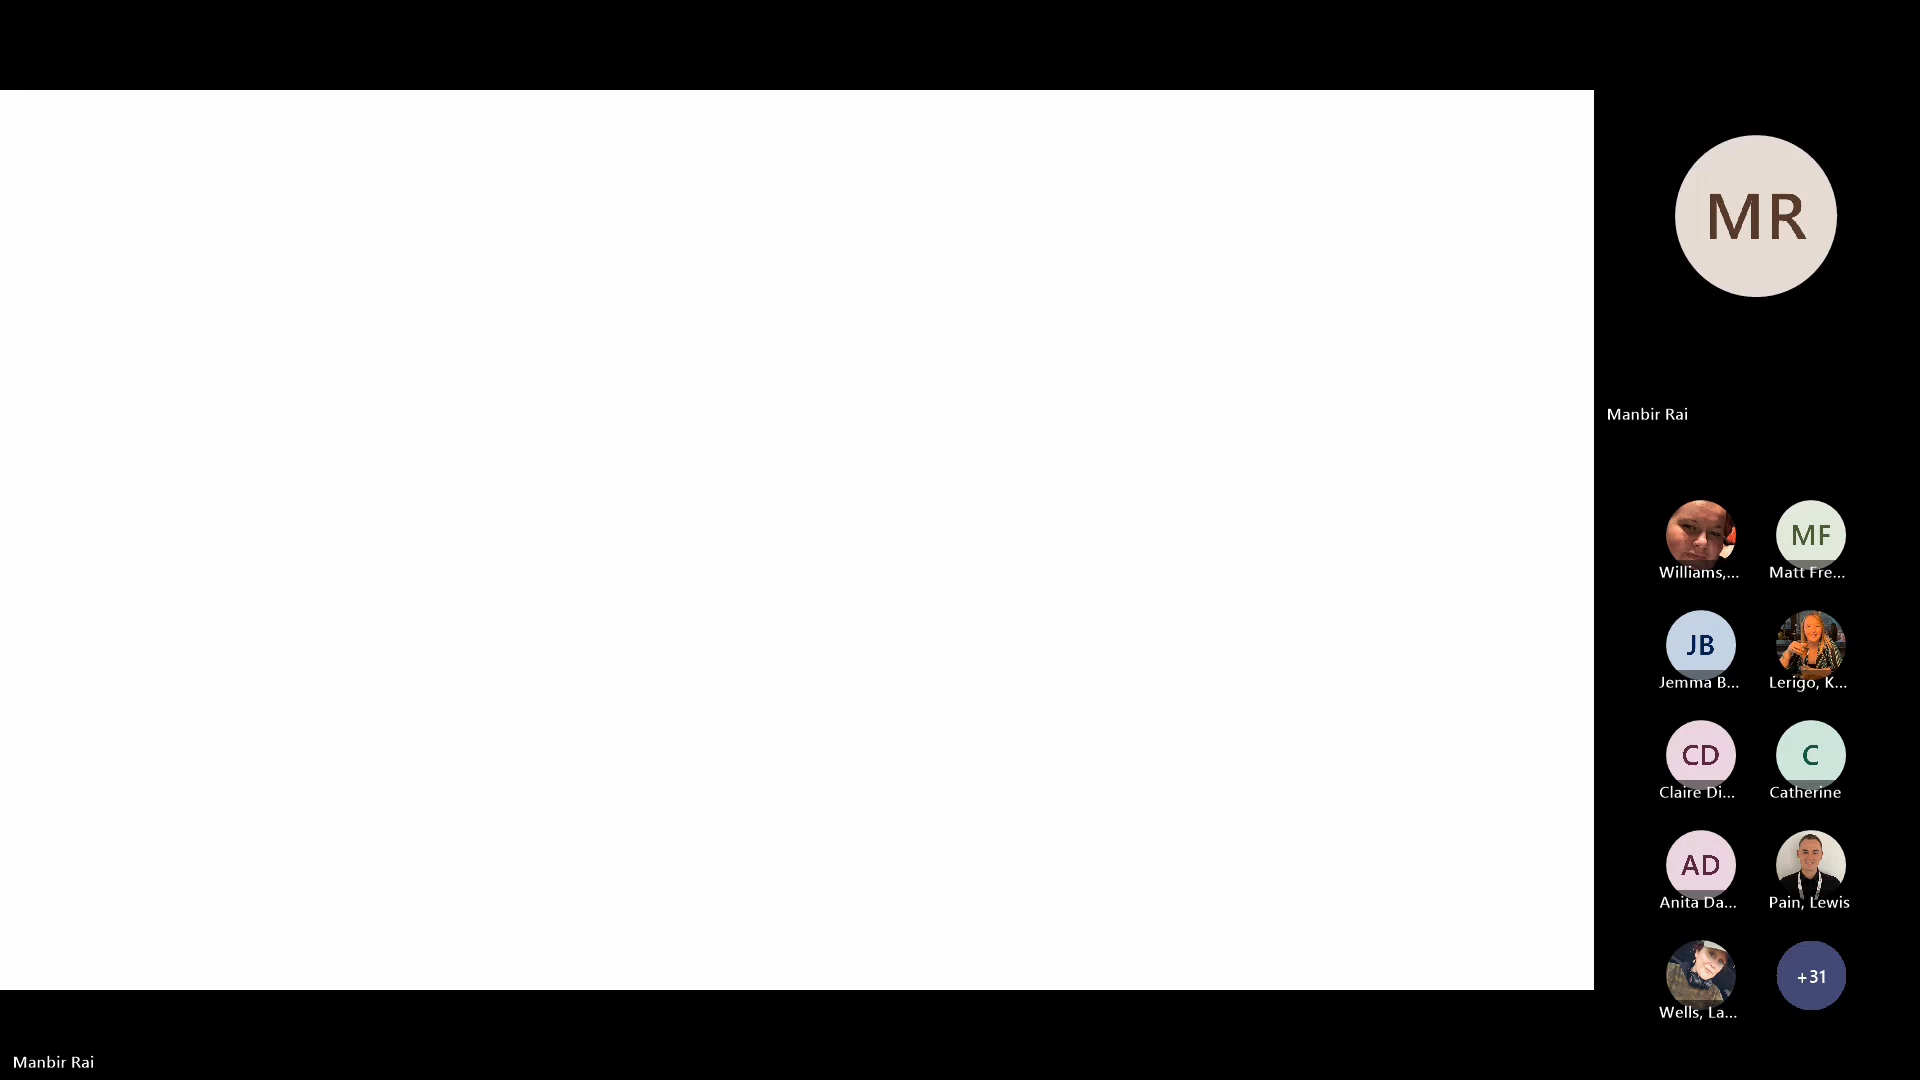 MR
Manbir Rai
Williams,...
MF
Matt Fre...
JB
Jemma B...
Lerigo, K...
CD
Claire Di...
C
Catherine
AD
Anita Da...
Pain, Lewis
Wells, La...
+31
Manbir Rai